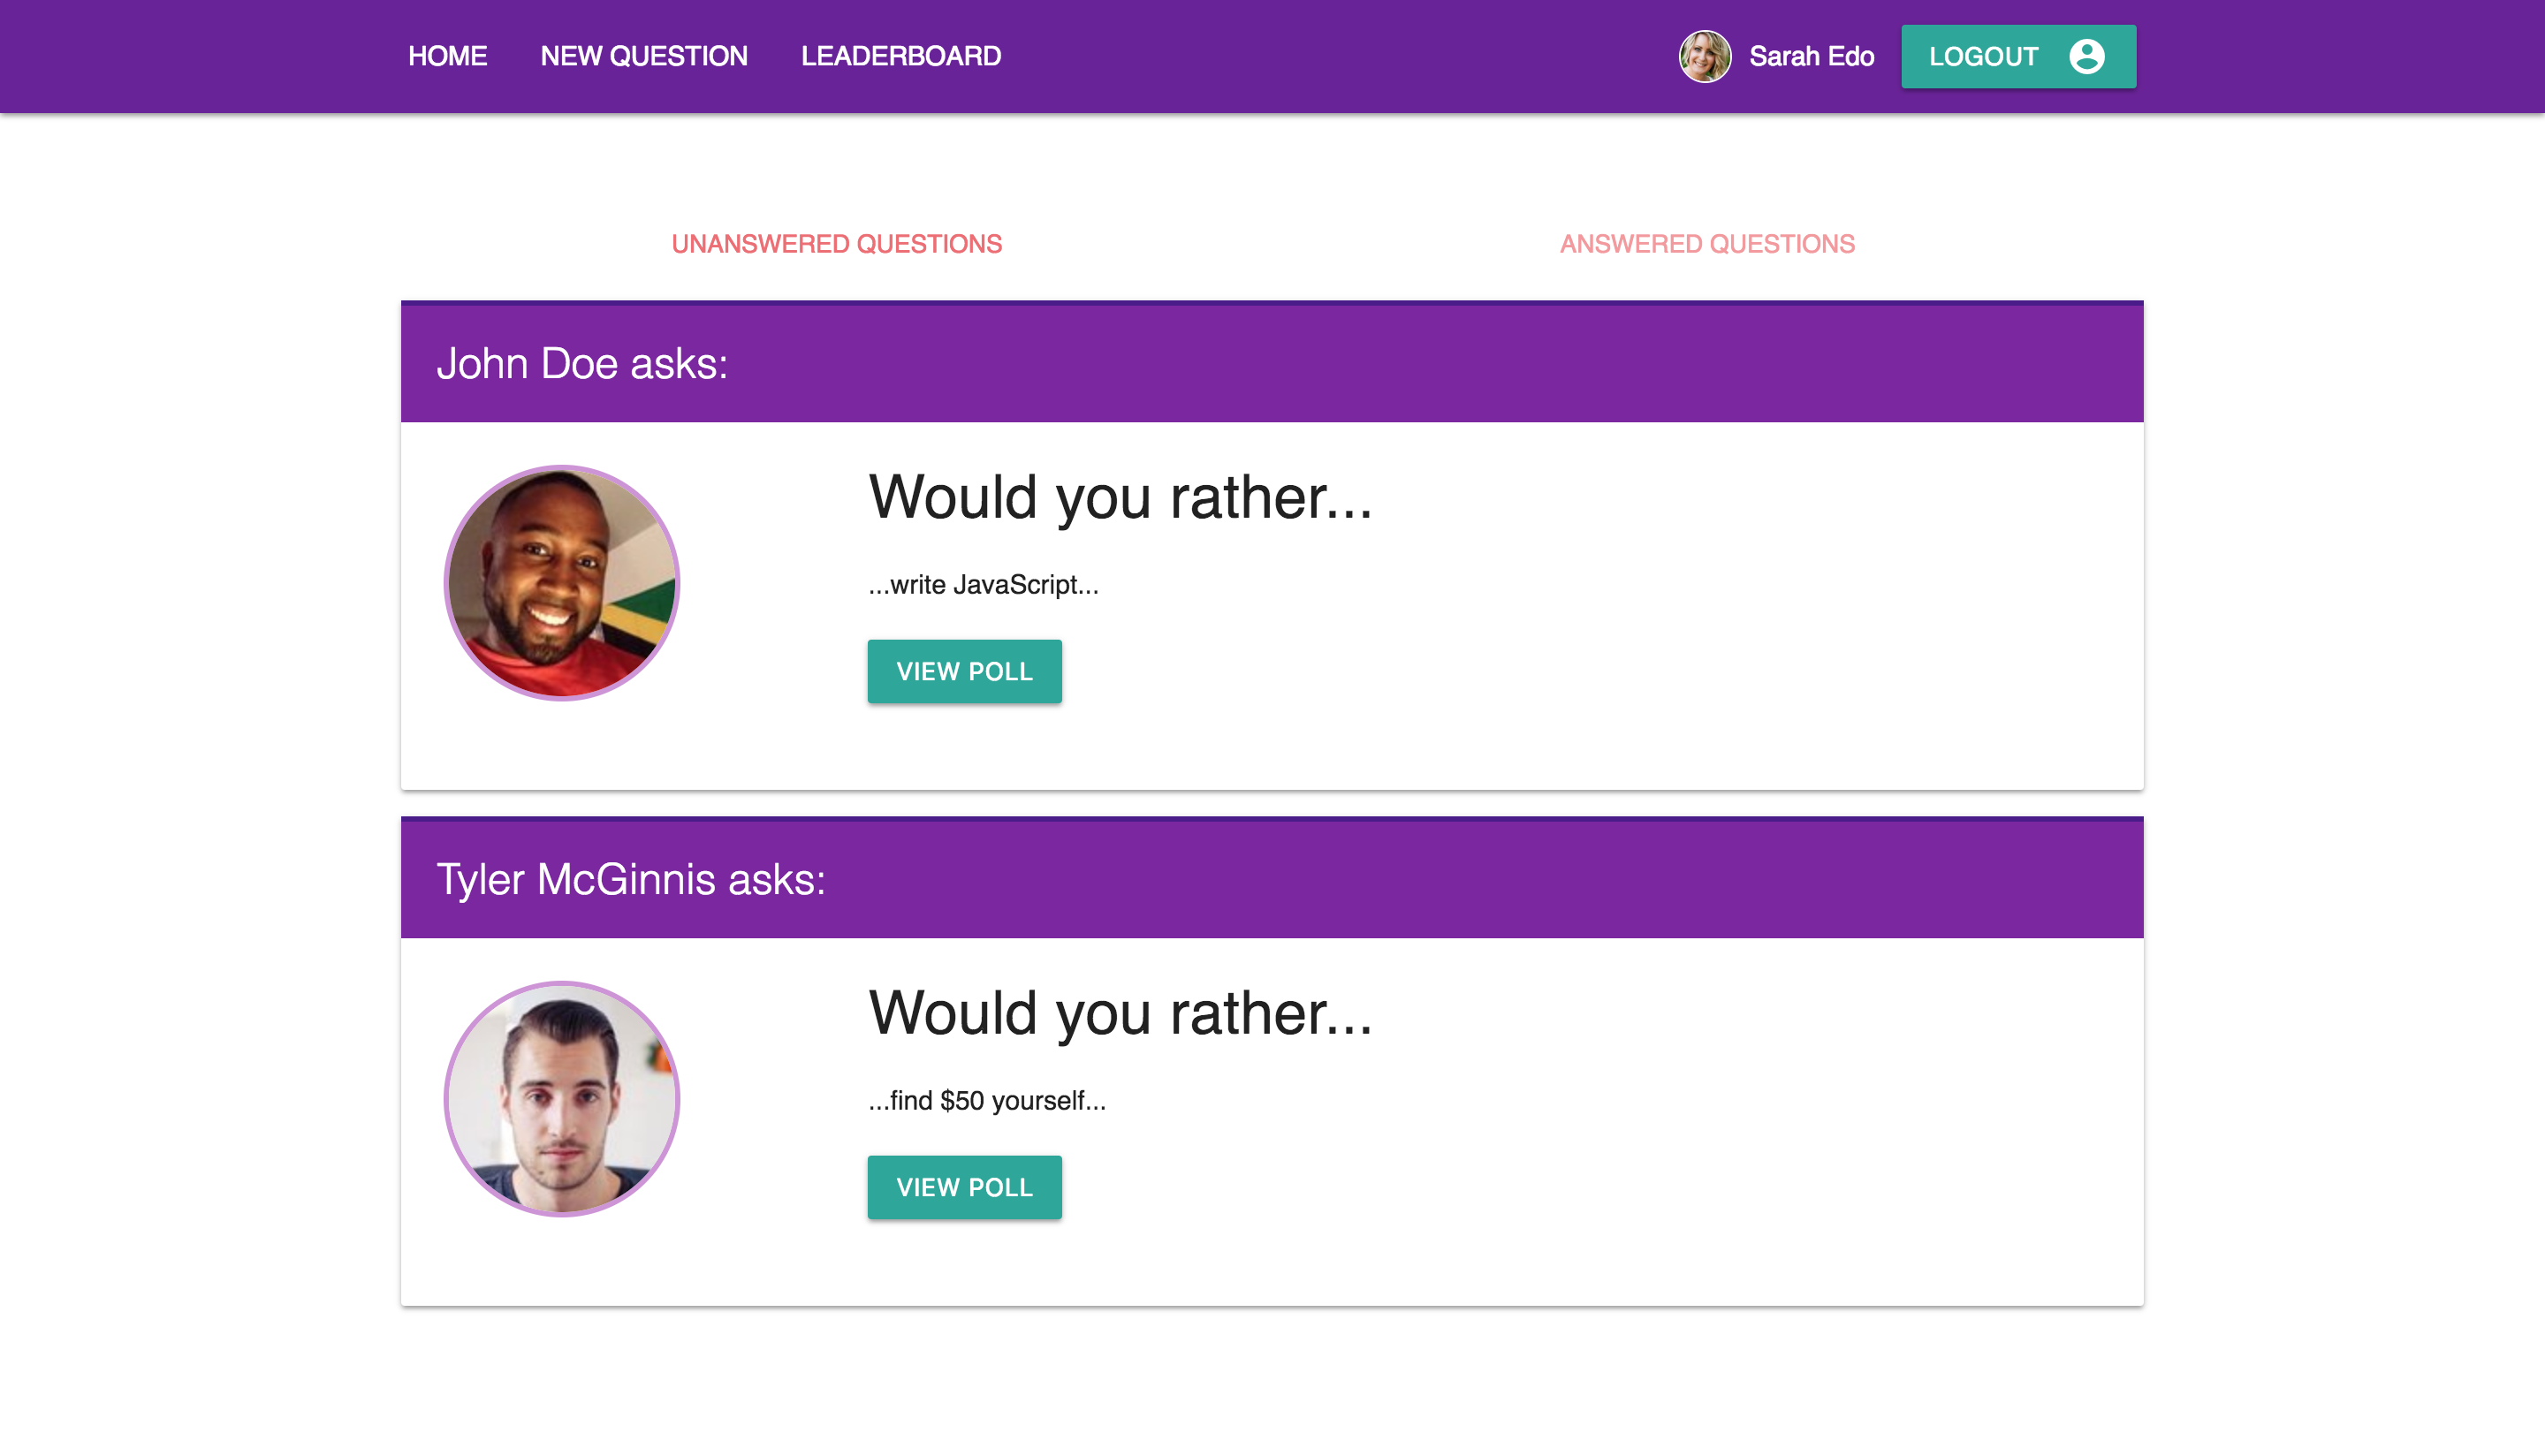 HOME NEW QUESTION LEADERBOARD Sarah Edo LOGOUT
UNANSWERED QUESTIONS ANSWERED QUESTIONS
John Doe asks:
Would you rather...
...write JavaScript...
VIEW POLL
Tyler McGinnis asks:
Would you rather...
...find $50 yourself...
VIEW POLL